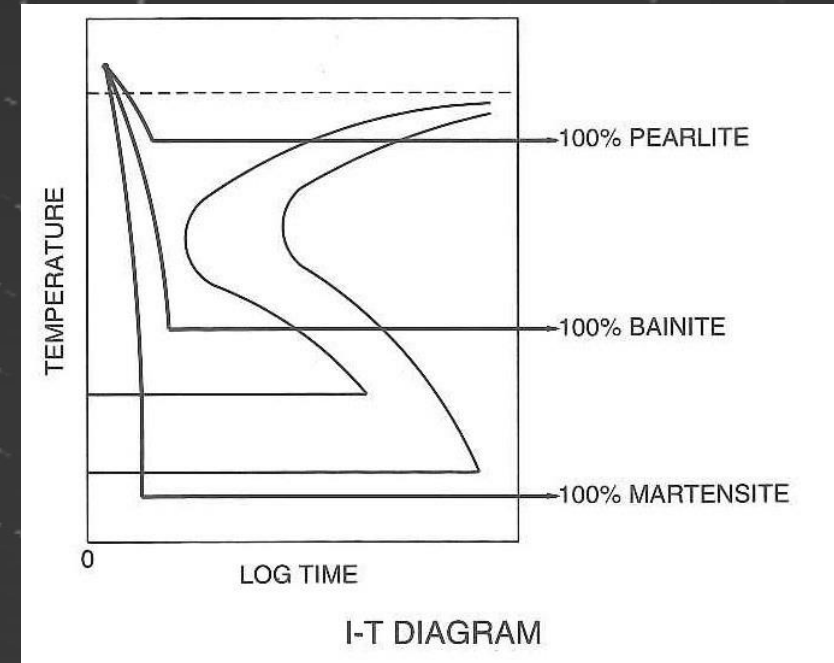 100% PEARLITE
TEMPERATURE
100% BAINITE
100% MARTENSITE
0
LOG TIME
I-T DIAGRAM